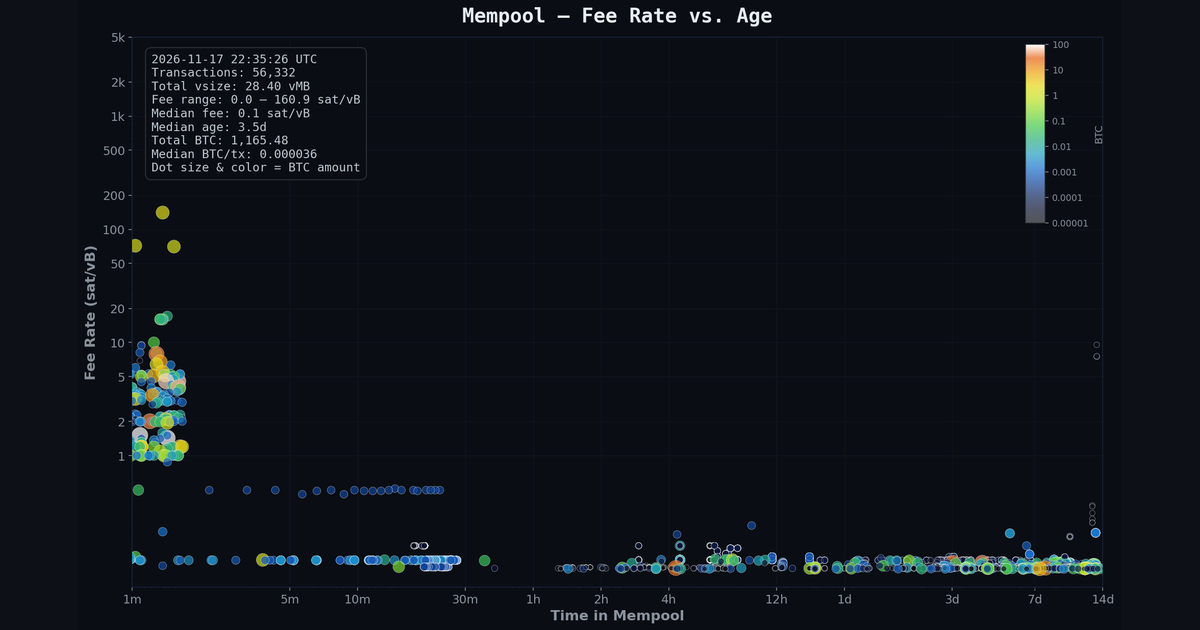 Mempool — Fee Rate vs. Age
2026-11-17 22:35:26 UTC
Transactions: 56,332
Total vsize: 28.40 vMB
Fee range: 0.0 – 160.9 sat/vB
Median fee: 0.1 sat/vB
Median age: 3.5d
Total BTC: 1,165.48
Median BTC/tx: 0.000036
Dot size & color = BTC amount
100
10
1
0.1
0.01
0.001
0.0001
0.00001
BTC
Fee Rate (sat/vB)
5k
2k
1k
500
200
100
50
20
10
5
2
1
1m
5m
10m
30m
1h
2h
4h
12h
1d
3d
7d
14d
Time in Mempool